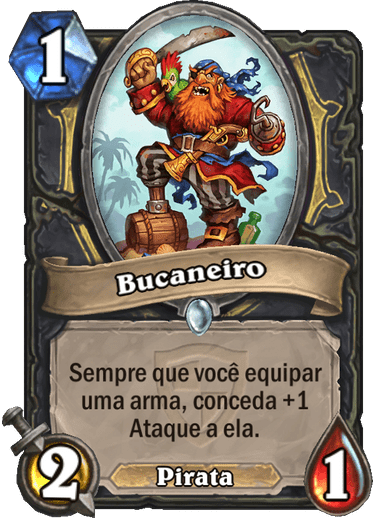 1
Bucaneiro
Sempre que você equipar
uma arma, conceda +1
Ataque a ela.
2
Pirata
1